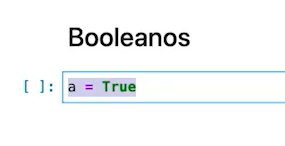 Booleanos
[ ]: a = True